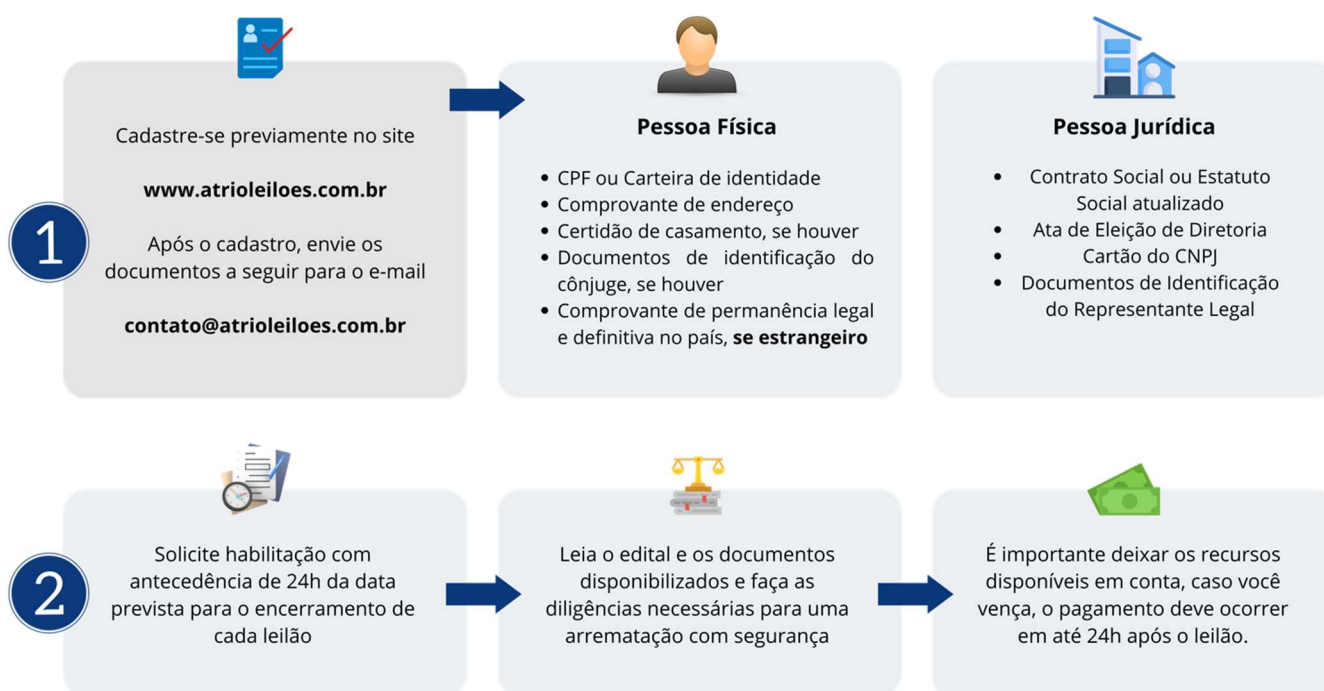 1
Cadastre-se previamente no site
www.atrioleiloes.com.br
Após o cadastro, envie os
documentos a seguir para o e-mail
contato@atrioleiloes.com.br
Pessoa Física
• CPF ou Carteira de identidade
• Comprovante de endereço
• Certidão de casamento, se houver
• Documentos de identificação do
cônjuge, se houver
• Comprovante de permanência legal
e definitiva no país, se estrangeiro
Pessoa Jurídica
• Contrato Social ou Estatuto
Social atualizado
• Ata de Eleição de Diretoria
• Cartão do CNPJ
• Documentos de Identificação
do Representante Legal
2
Solicite habilitação com
antecedência de 24h da data
prevista para o encerramento de
cada leilão
Leia o edital e os documentos
disponibilizados e faça as
diligências necessárias para uma
arrematação com segurança
É importante deixar os recursos
disponíveis em conta, caso você
vença, o pagamento deve ocorrer
em até 24h após o leilão.